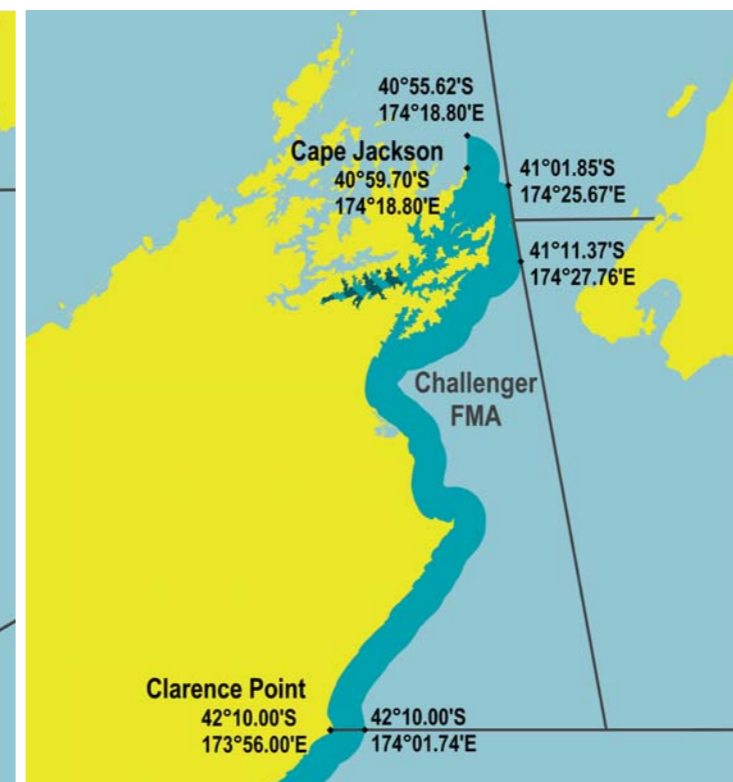 40°55.62'S
174°18.80'E
Cape Jackson
40°59.70'S
174°18.80'E
41°01.85'S
174°25.67'E
41°11.37'S
174°27.76'E
Challenger
FMA
Clarence Point
42°10.00'S
173°56.00'E
42°10.00'S
174°01.74'E